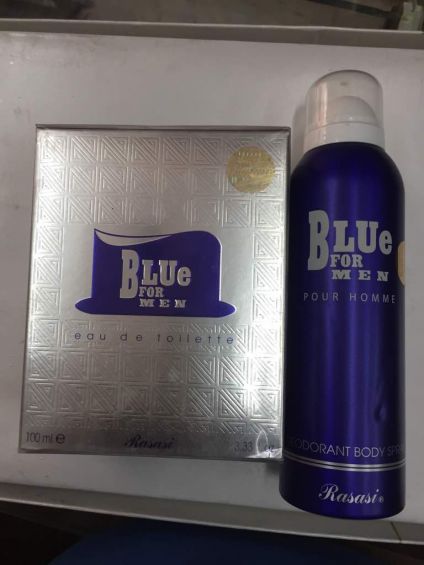 BLUe
FOR
MEN
eau de toilette
100 ml e
Rasasi
3.33
BLUe
FOR
MEN
POUR HOMME
DEODORANT BODY SPRAY
Rasasi®